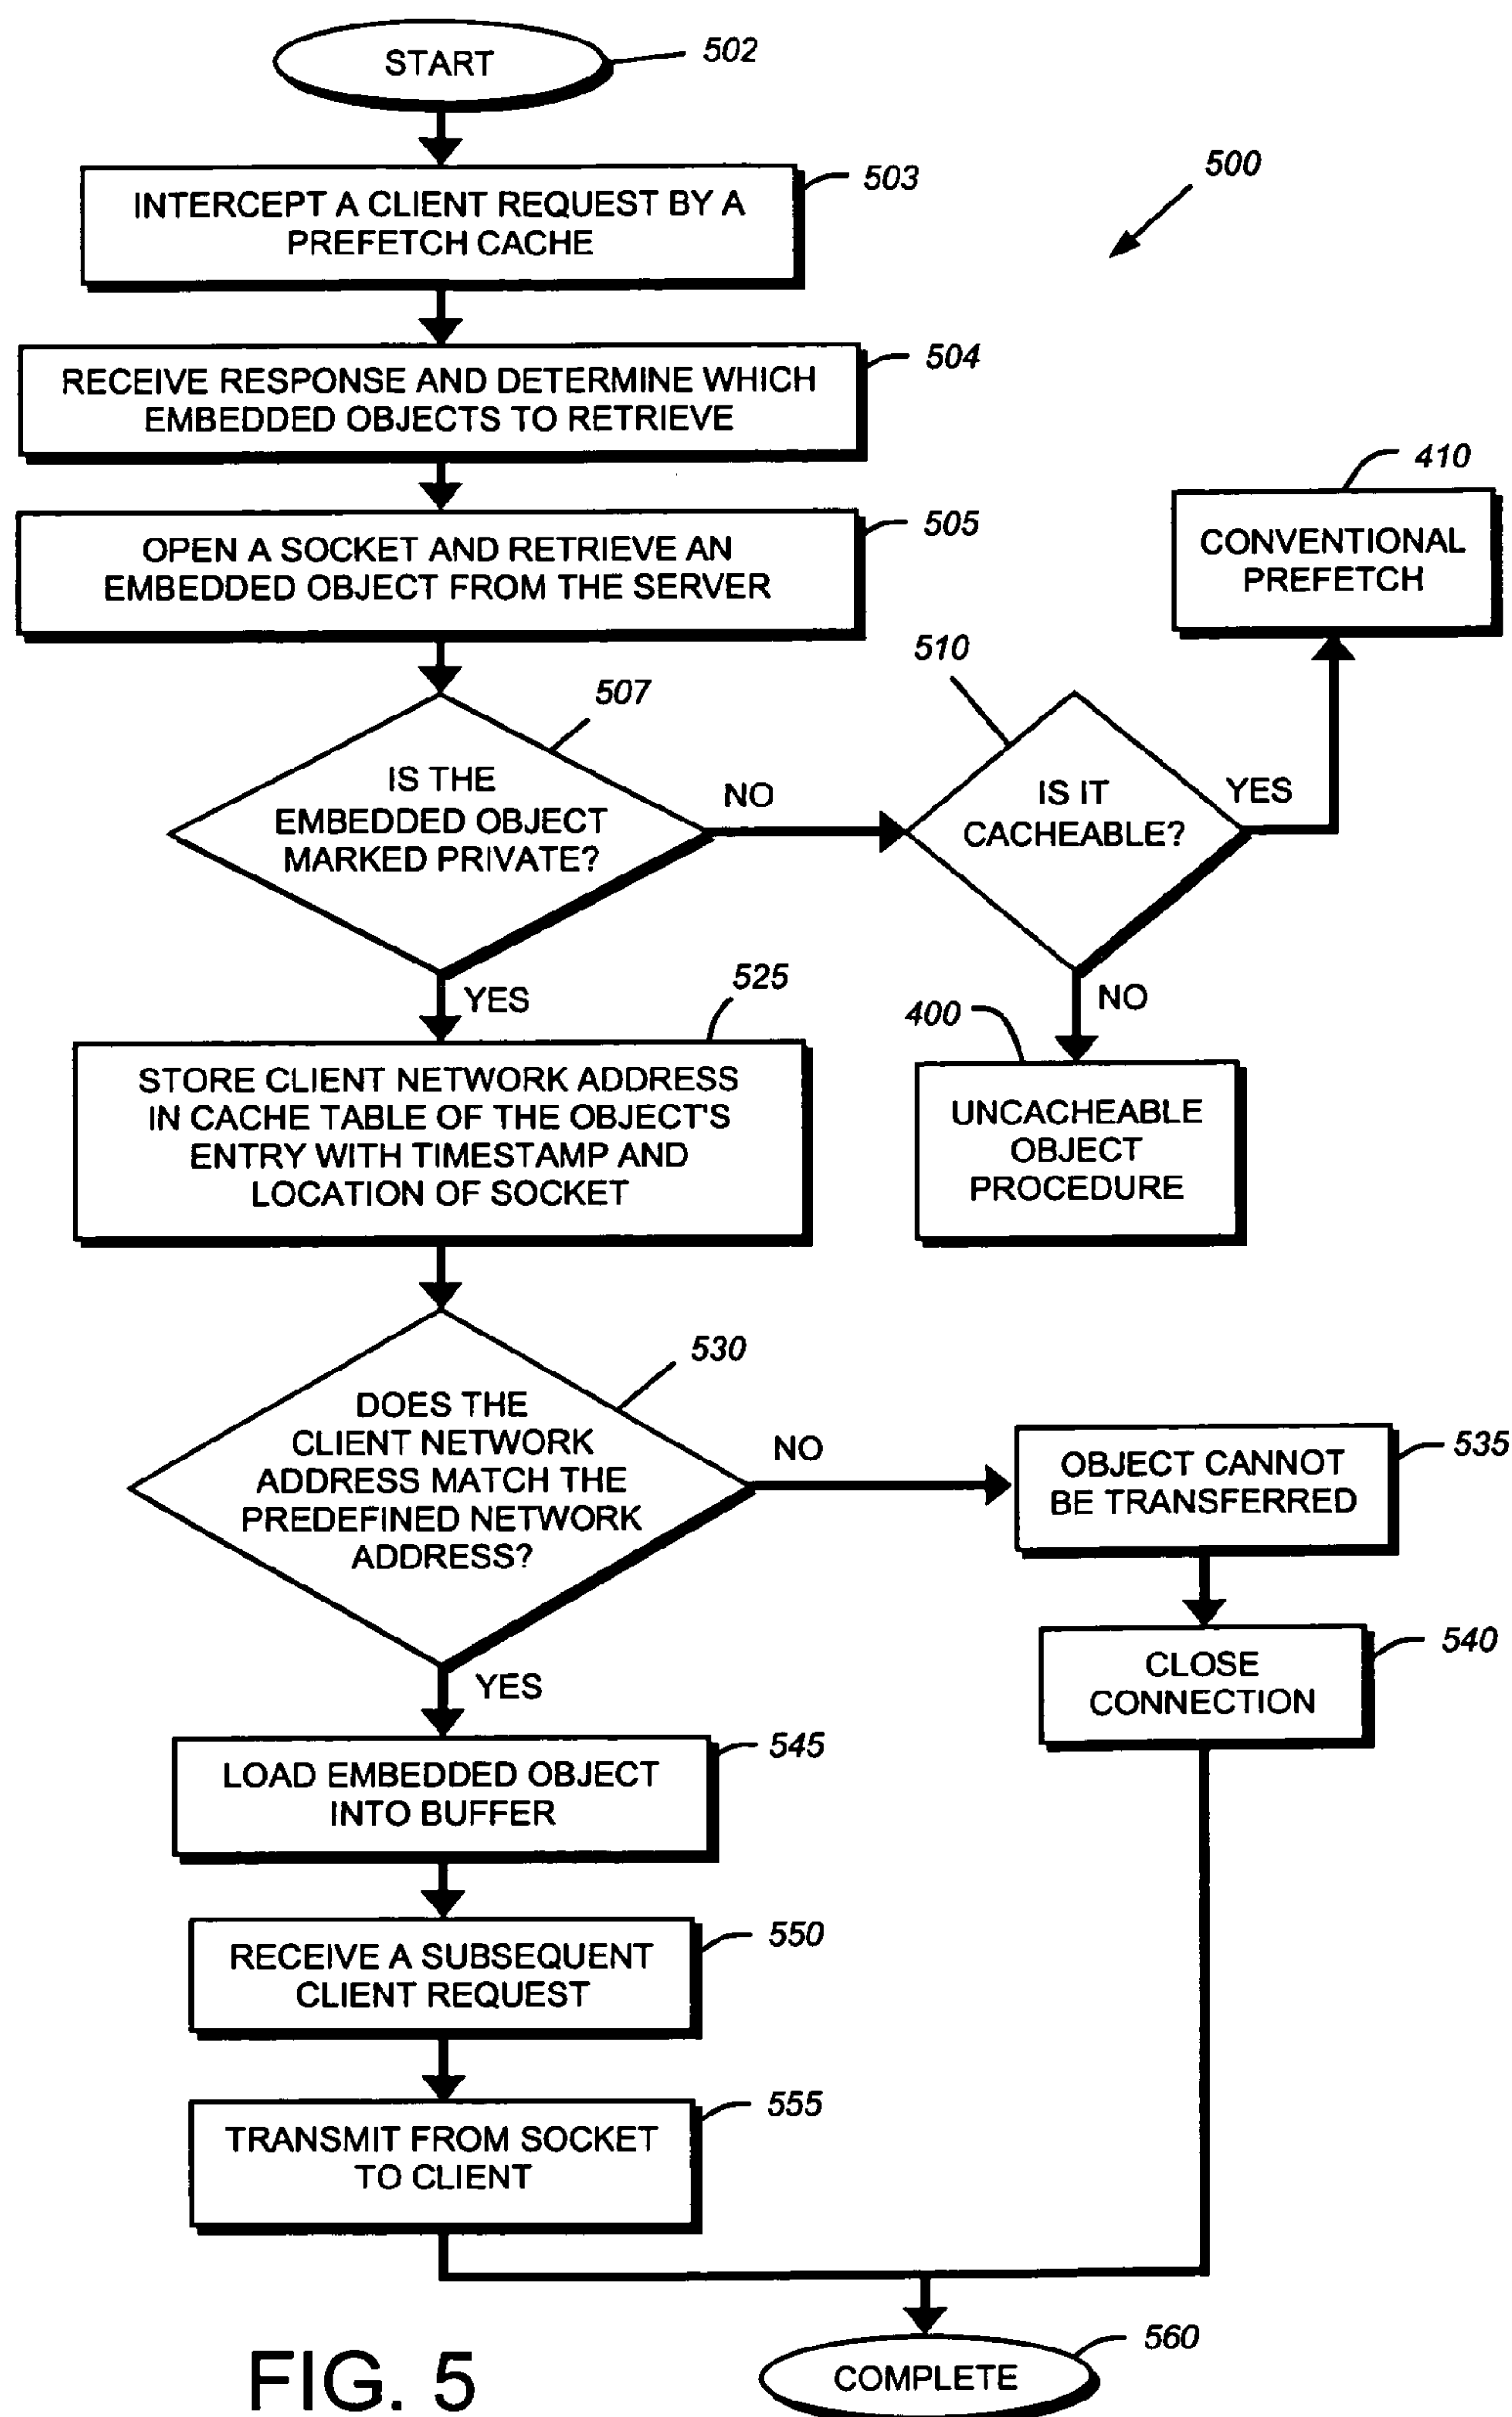 START
502
500
INTERCEPT A CLIENT REQUEST BY A
PREFETCH CACHE
503
RECEIVE RESPONSE AND DETERMINE WHICH
EMBEDDED OBJECTS TO RETRIEVE
504
OPEN A SOCKET AND RETRIEVE AN
EMBEDDED OBJECT FROM THE SERVER
505
410
CONVENTIONAL
PREFETCH
507
IS THE
EMBEDDED OBJECT
MARKED PRIVATE?
NO
510
IS IT
CACHEABLE?
YES
NO
400
UNCACHEABLE
OBJECT
PROCEDURE
YES
525
STORE CLIENT NETWORK ADDRESS
IN CACHE TABLE OF THE OBJECT'S
ENTRY WITH TIMESTAMP AND
LOCATION OF SOCKET
530
DOES THE
CLIENT NETWORK
ADDRESS MATCH THE
PREDEFINED NETWORK
ADDRESS?
NO
OBJECT CANNOT
BE TRANSFERRED
535
CLOSE
CONNECTION
540
YES
LOAD EMBEDDED OBJECT
INTO BUFFER
545
RECEIVE A SUBSEQUENT
CLIENT REQUEST
550
TRANSMIT FROM SOCKET
TO CLIENT
555
COMPLETE
560
FIG. 5